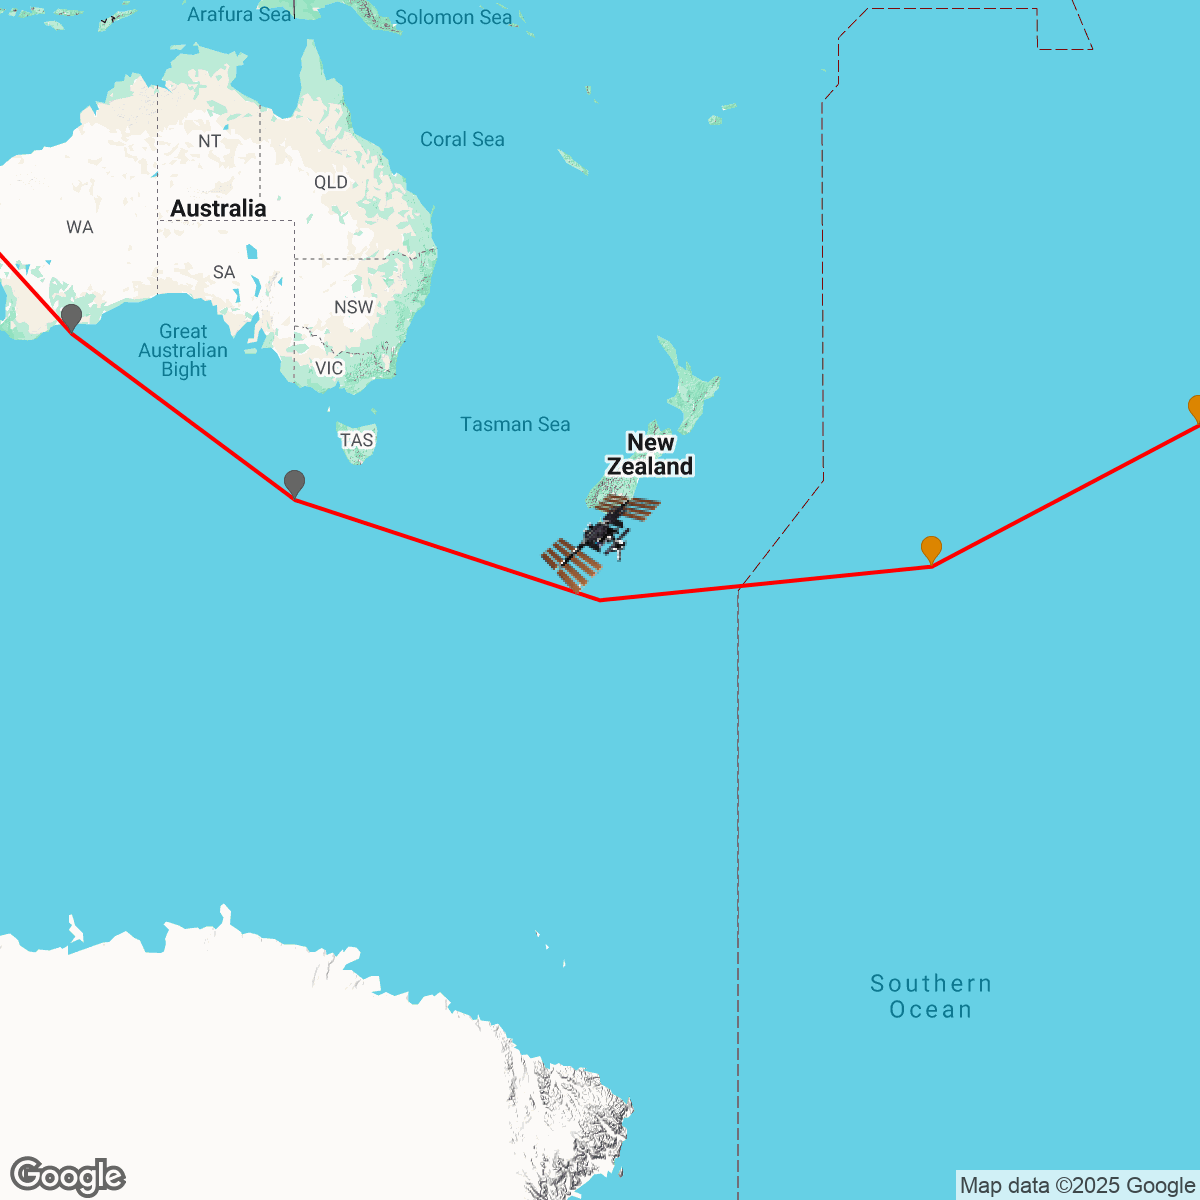 Arafura Sea
Solomon Sea
NT
Coral Sea
QLD
Australia
WA
SA
NSW
Great
Australian
Bight
VIC
Tasman Sea
TAS
New
Zealand
Southern
Ocean
Google
Map data ©2025 Google